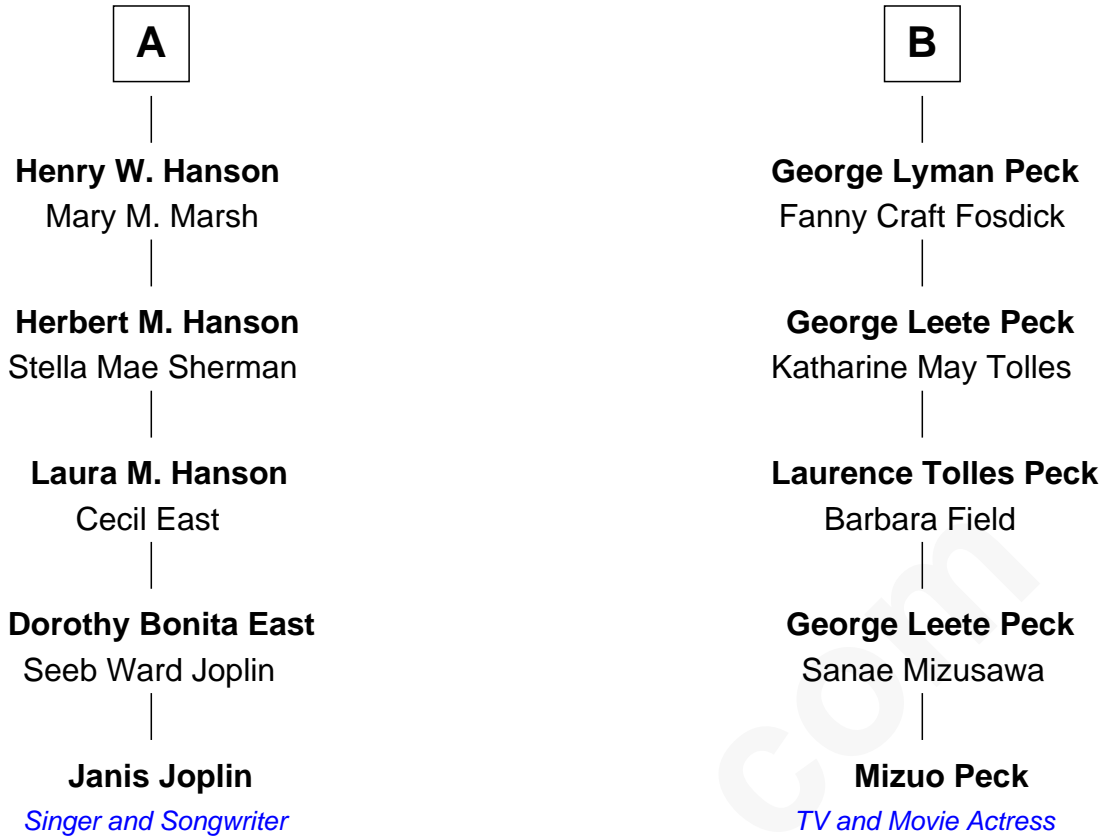 A
Henry W. Hanson
Mary M. Marsh
Herbert M. Hanson
Stella Mae Sherman
Laura M. Hanson
Cecil East
Dorothy Bonita East
Seeb Ward Joplin
Janis Joplin
Singer and Songwriter
B
George Lyman Peck
Fanny Craft Fosdick
George Leete Peck
Katharine May Tolles
Laurence Tolles Peck
Barbara Field
George Leete Peck
Sanae Mizusawa
Mizuo Peck
TV and Movie Actress
com